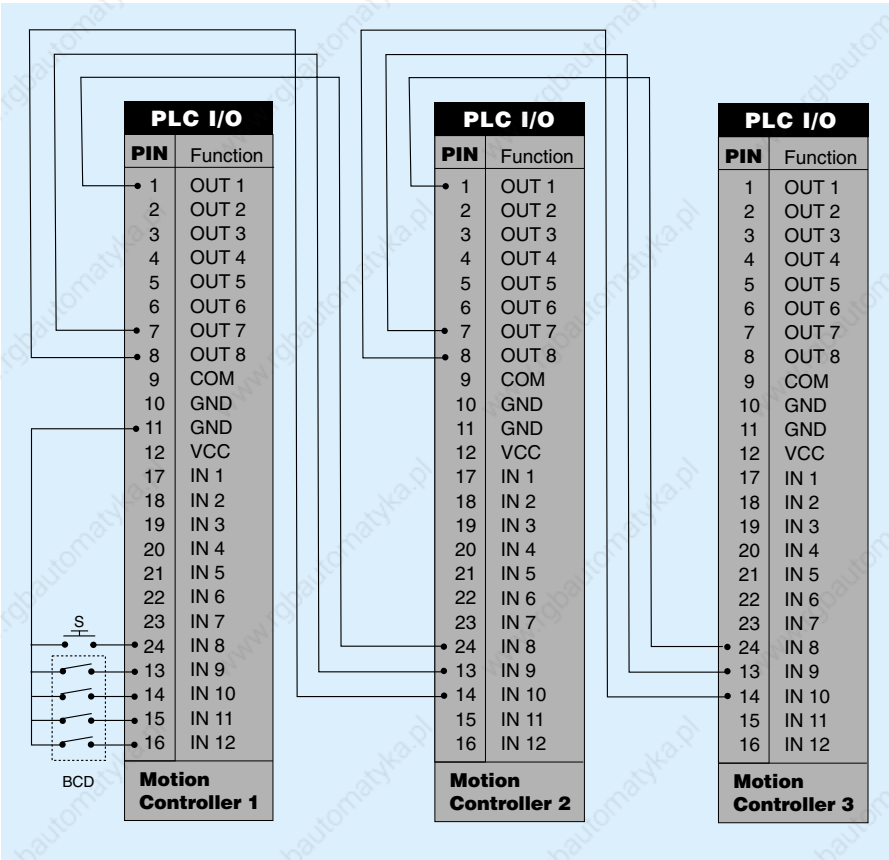 PLC I/O
PIN Function
1 OUT 1
2 OUT 2
3 OUT 3
4 OUT 4
5 OUT 5
6 OUT 6
7 OUT 7
8 OUT 8
9 COM
10 GND
11 GND
12 VCC
17 IN 1
18 IN 2
19 IN 3
20 IN 4
21 IN 5
22 IN 6
23 IN 7
24 IN 8
13 IN 9
14 IN 10
15 IN 11
16 IN 12
Motion
Controller 1
S
BCD
PLC I/O
PIN Function
1 OUT 1
2 OUT 2
3 OUT 3
4 OUT 4
5 OUT 5
6 OUT 6
7 OUT 7
8 OUT 8
9 COM
10 GND
11 GND
12 VCC
17 IN 1
18 IN 2
19 IN 3
20 IN 4
21 IN 5
22 IN 6
23 IN 7
24 IN 8
13 IN 9
14 IN 10
15 IN 11
16 IN 12
Motion
Controller 2
PLC I/O
PIN Function
1 OUT 1
2 OUT 2
3 OUT 3
4 OUT 4
5 OUT 5
6 OUT 6
7 OUT 7
8 OUT 8
9 COM
10 GND
11 GND
12 VCC
17 IN 1
18 IN 2
19 IN 3
20 IN 4
21 IN 5
22 IN 6
23 IN 7
24 IN 8
13 IN 9
14 IN 10
15 IN 11
16 IN 12
Motion
Controller 3
www.rgbautomatyka.pl